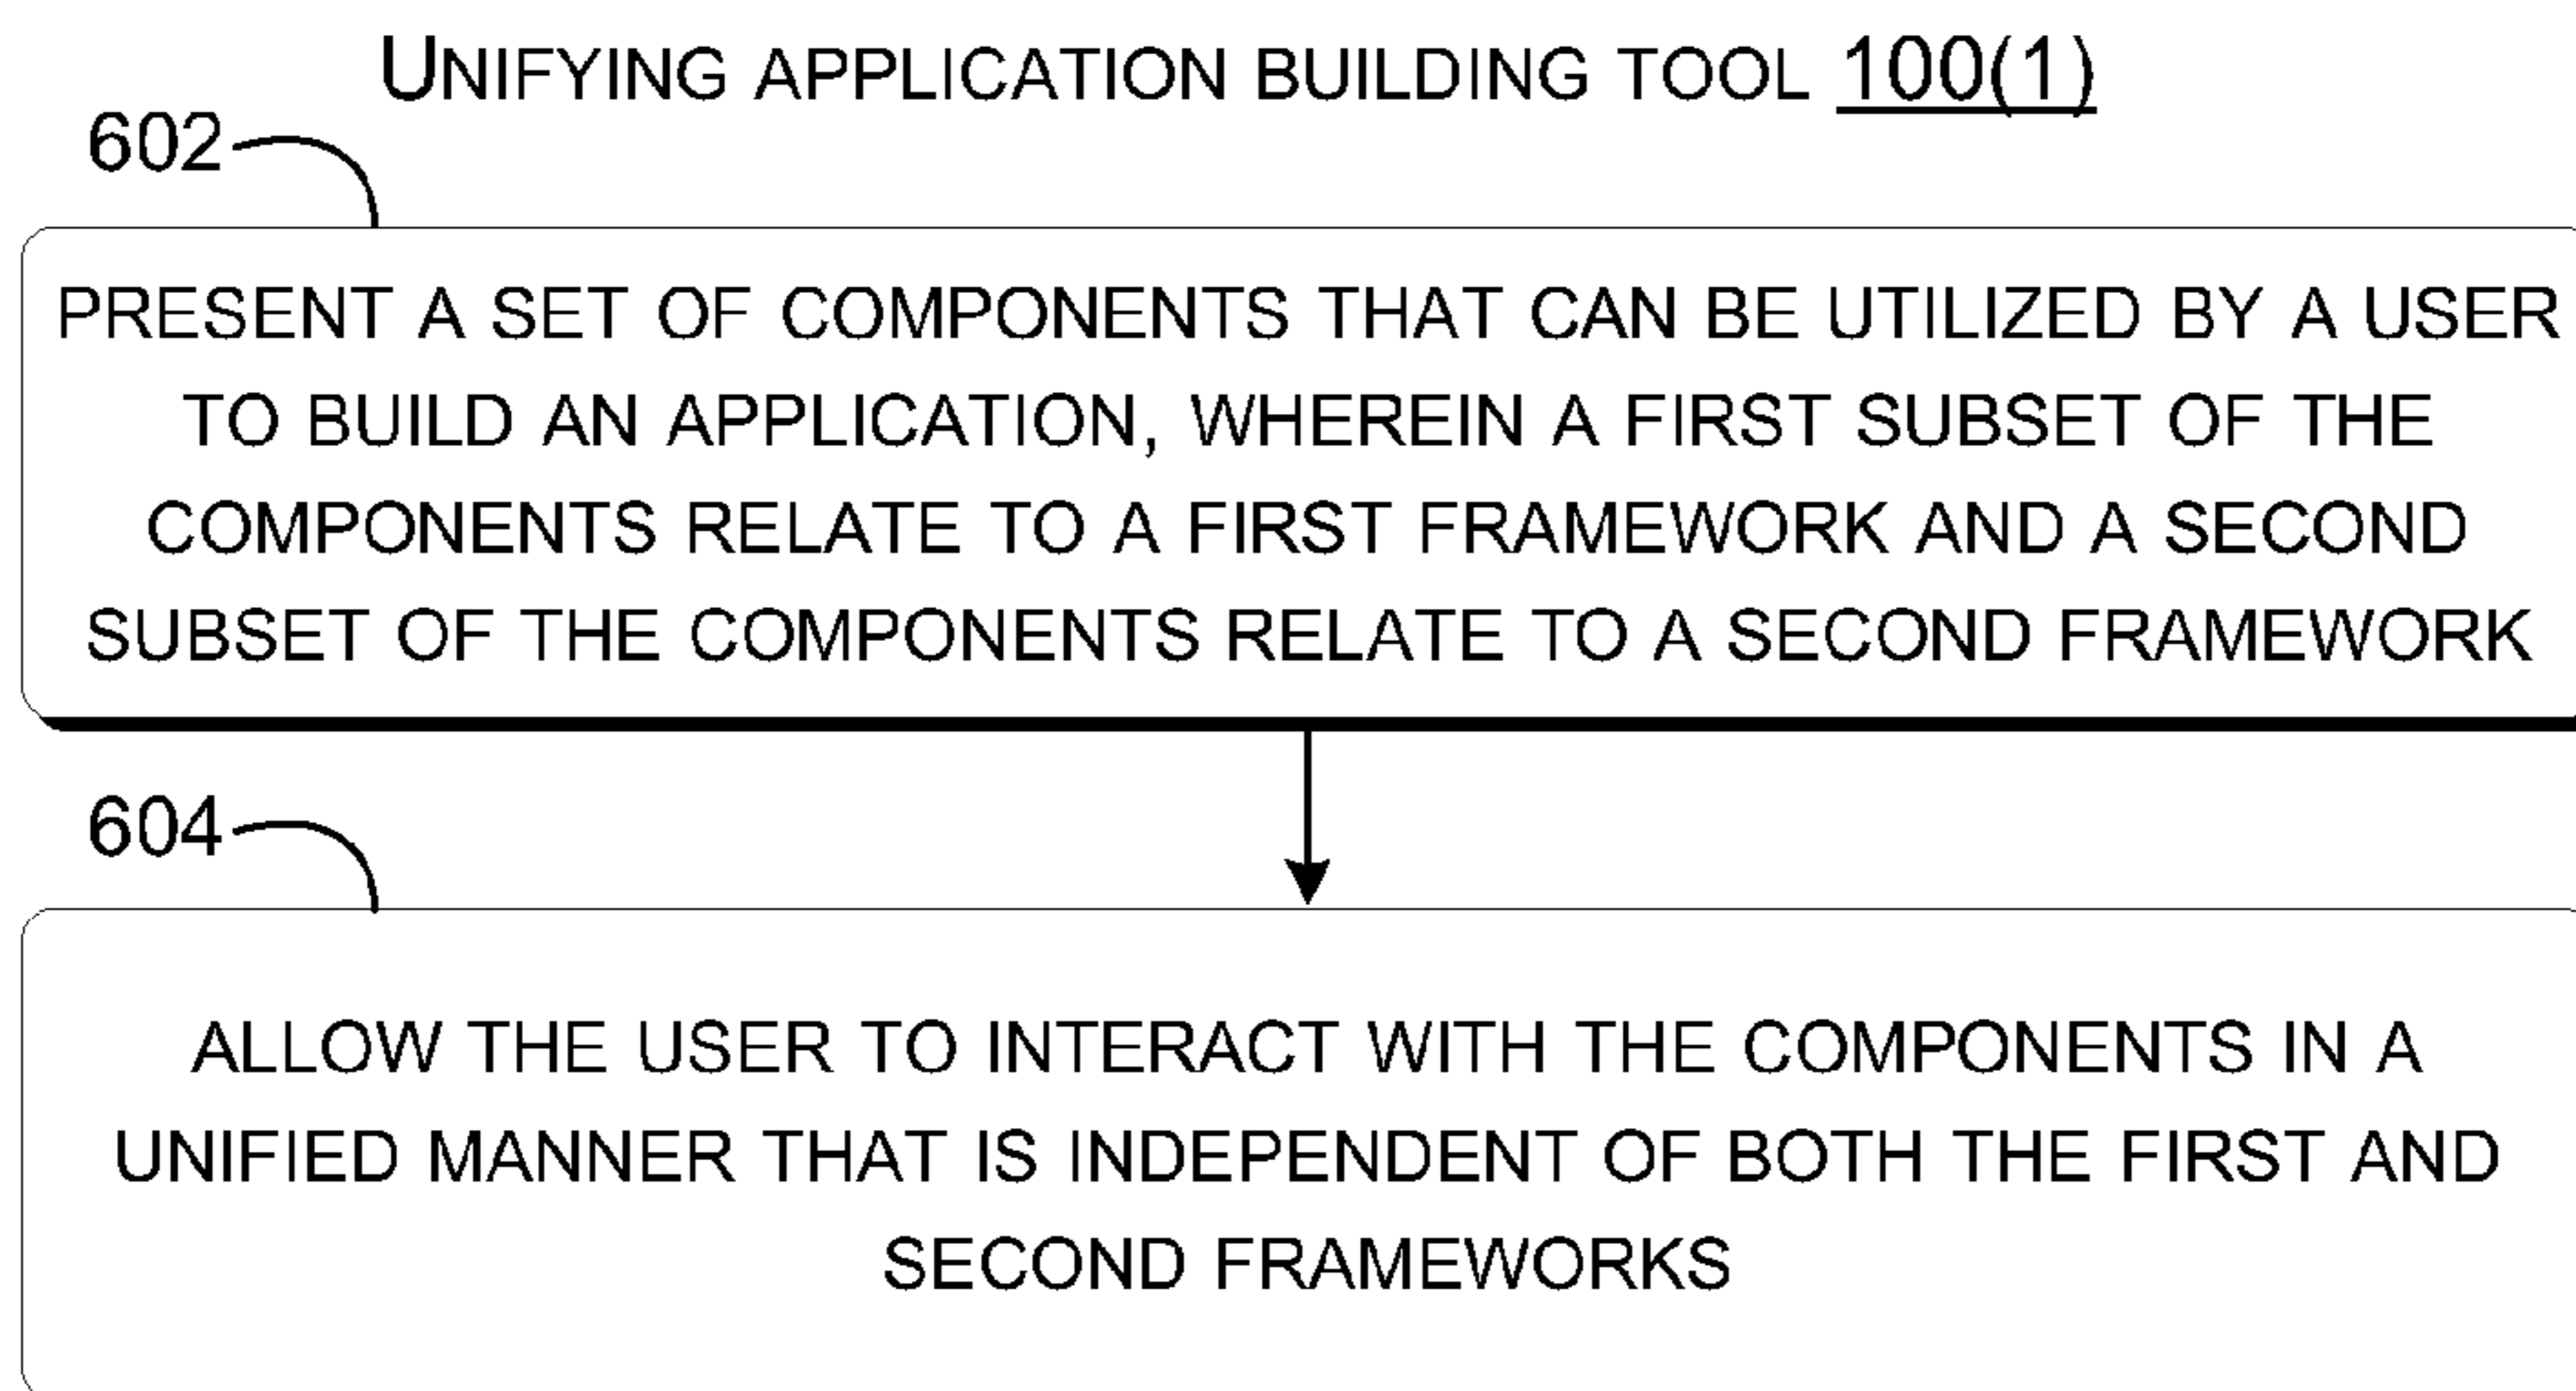 UNIFYING APPLICATION BUILDING TOOL 100(1)
602
PRESENT A SET OF COMPONENTS THAT CAN BE UTILIZED BY A USER
TO BUILD AN APPLICATION, WHEREIN A FIRST SUBSET OF THE
COMPONENTS RELATE TO A FIRST FRAMEWORK AND A SECOND
SUBSET OF THE COMPONENTS RELATE TO A SECOND FRAMEWORK
604
ALLOW THE USER TO INTERACT WITH THE COMPONENTS IN A
UNIFIED MANNER THAT IS INDEPENDENT OF BOTH THE FIRST AND
SECOND FRAMEWORKS